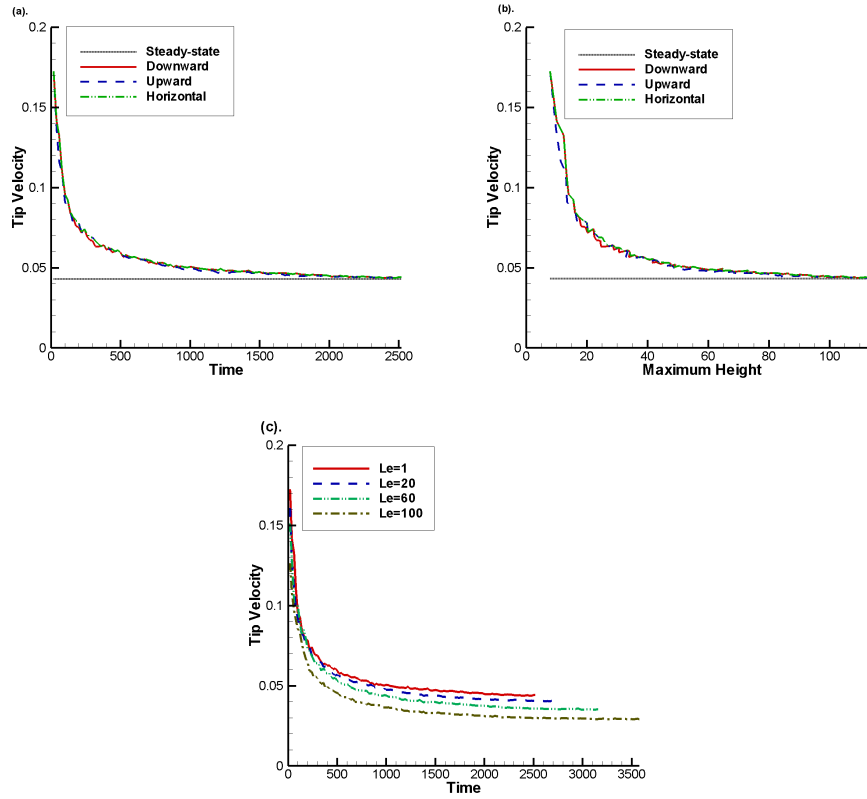 (a).
0.2
Steady-state
Downward
Upward
Horizontal
0.15
0.1
0.05
0
Tip Velocity
0 500 1000 1500 2000 2500
Time
(b).
0.2
Steady-state
Downward
Upward
Horizontal
0.15
0.1
0.05
0
Tip Velocity
20 40 60 80 100
Maximum Height
(c).
0.2
Le=1
Le=20
Le=60
Le=100
0.15
0.1
0.05
0
Tip Velocity
0 500 1000 1500 2000 2500 3000 3500
Time